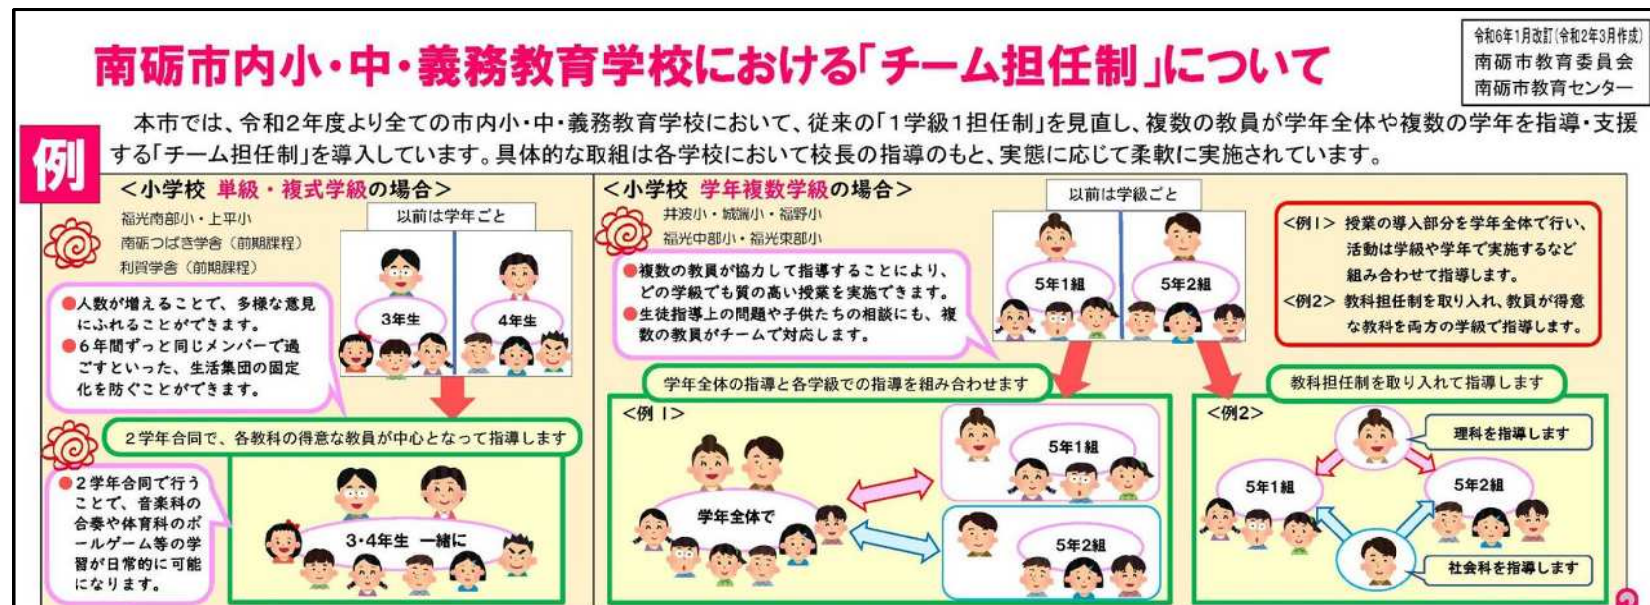 南砺市内小・中・義務教育学校における「チーム担任制」について
令和6年1月改訂(令和2年3月作成)
南砺市教育委員会
南砺市教育センター
本市では、令和2年度より全ての市内小・中・義務教育学校において、従来の「1学級1担任制」を見直し、複数の教員が学年全体や複数の学年を指導・支援
する「チーム担任制」を導入しています。具体的な取組は各学校において校長の指導のもと、実態に応じて柔軟に実施されています。
例
＜小学校 単級・複式学級の場合＞
福光南部小・上平小
南砺つばき学舎（前期課程）
利賀学舎（前期課程）
以前は学年ごと
3年生
4年生
●人数が増えることで、多様な意見
にふれることができます。
●6年間ずっと同じメンバーで過
ごすといった、生活集団の固定
化を防ぐことができます。
2学年合同で、各教科の得意な教員が中心となって指導します
●2学年合同で行う
ことで、音楽科の
合奏や体育科のボ
ールゲーム等の学
習が日常的に可能
になります。
3・4年生 一緒に
＜小学校 学年複数学級の場合＞
井波小・城端小・福野小
福光中部小・福光東部小
以前は学級ごと
5年1組
5年2組
●複数の教員が協力して指導することにより、
どの学級でも質の高い授業を実施できます。
●生徒指導上の問題や子供たちの相談にも、複
数の教員がチームで対応します。
＜例1＞ 授業の導入部分を学年全体で行い、
活動は学級や学年で実施するなど
組み合わせて指導します。
＜例2＞ 教科担任制を取り入れ、教員が得意
な教科を両方の学級で指導します。
学年全体の指導と各学級での指導を組み合わせます
＜例1＞
学年全体で
5年1組
5年2組
教科担任制を取り入れて指導します
＜例2＞
理科を指導します
5年1組
5年2組
社会科を指導します